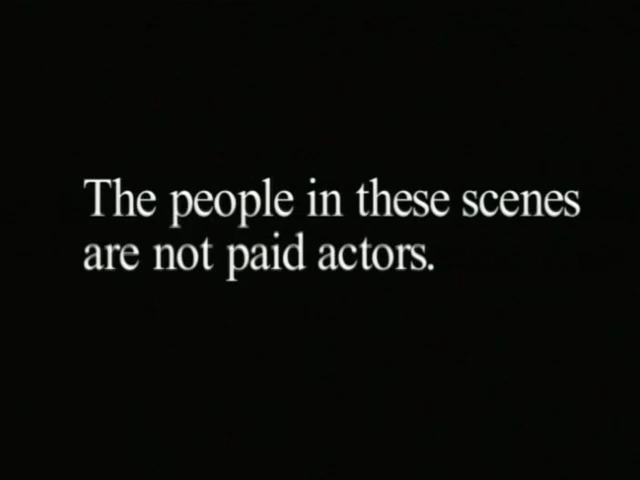 The people in these scenes
are not paid actors.